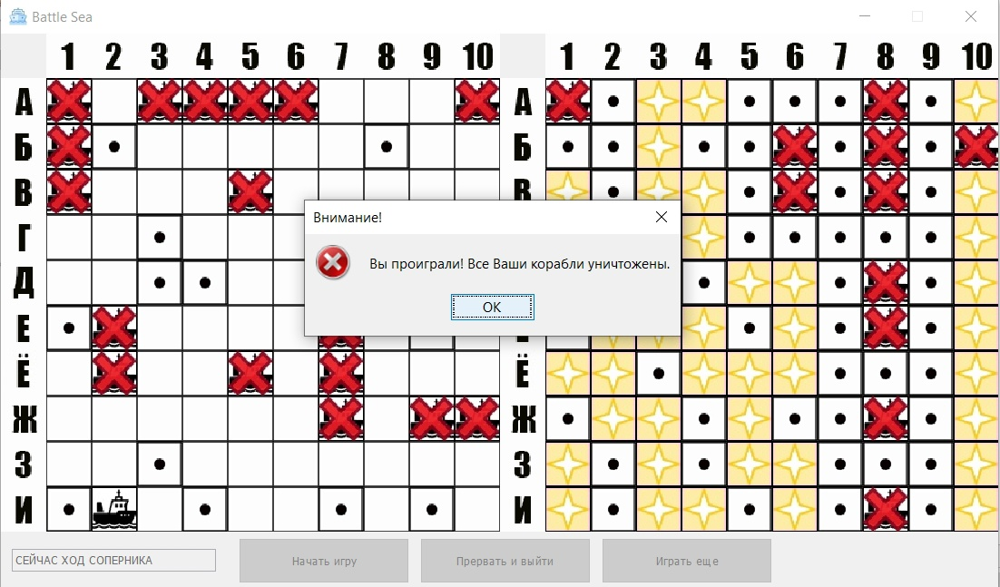 Battle Sea
1 2 3 4 5 6 7 8 9 10 1 2 3 4 5 6 7 8 9 10
А А
Б Б
В В
Внимание!
Г
Вы проиграли! Все Ваши корабли уничтожены.
Д
OK
Е
Ё Ё
Ж Ж
З З
И И
СЕЙЧАС ХОД СОПЕРНИКА Начать игру Прервать и выйти Играть еще